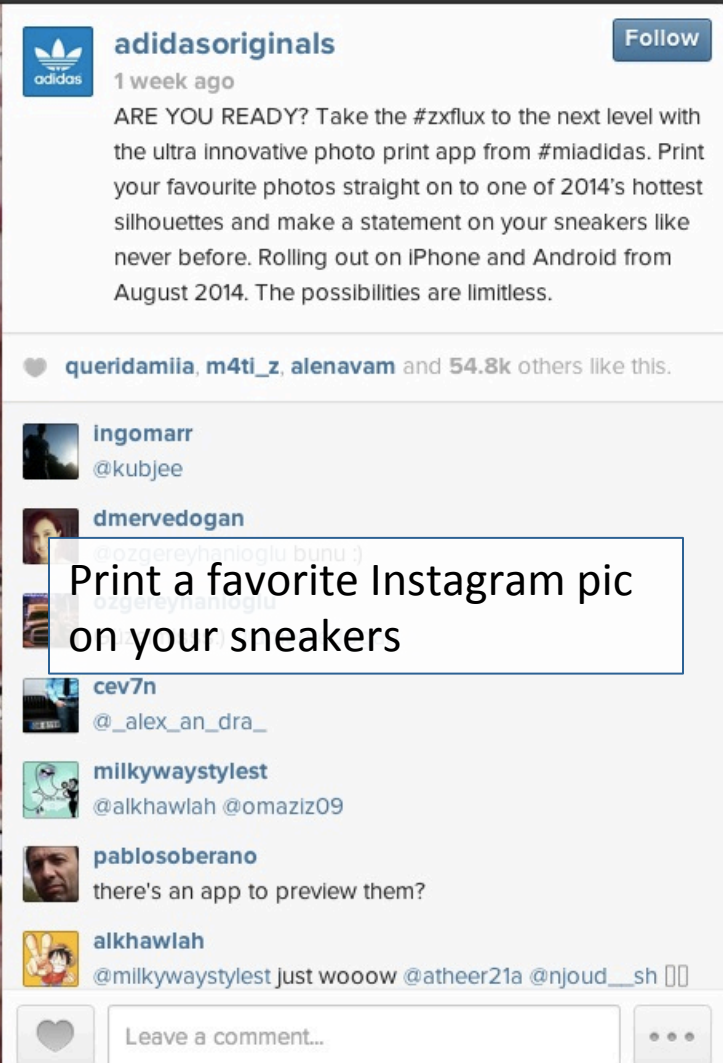 adidas
adidasoriginals
Follow
1 week ago
ARE YOU READY? Take the #zxflux to the next level with
the ultra innovative photo print app from #miadidas. Print
your favourite photos straight on to one of 2014's hottest
silhouettes and make a statement on your sneakers like
never before. Rolling out on iPhone and Android from
August 2014. The possibilities are limitless.
queridamiia, m4ti_z, alenavam and 54.8k others like this.
ingomarr
@kubjee
dmervedogan
@ozgereyhanlioglu bunu :)
Print a favorite Instagram pic
ozgereyhanlioglu
on your sneakers
cev7n
@_alex_an_dra_
milkywaystylest
@alkhawlah @omaziz09
pablosoberano
there's an app to preview them?
alkhawlah
@milkywaystylest just wooow @atheer21a @njoud__sh
Leave a comment...